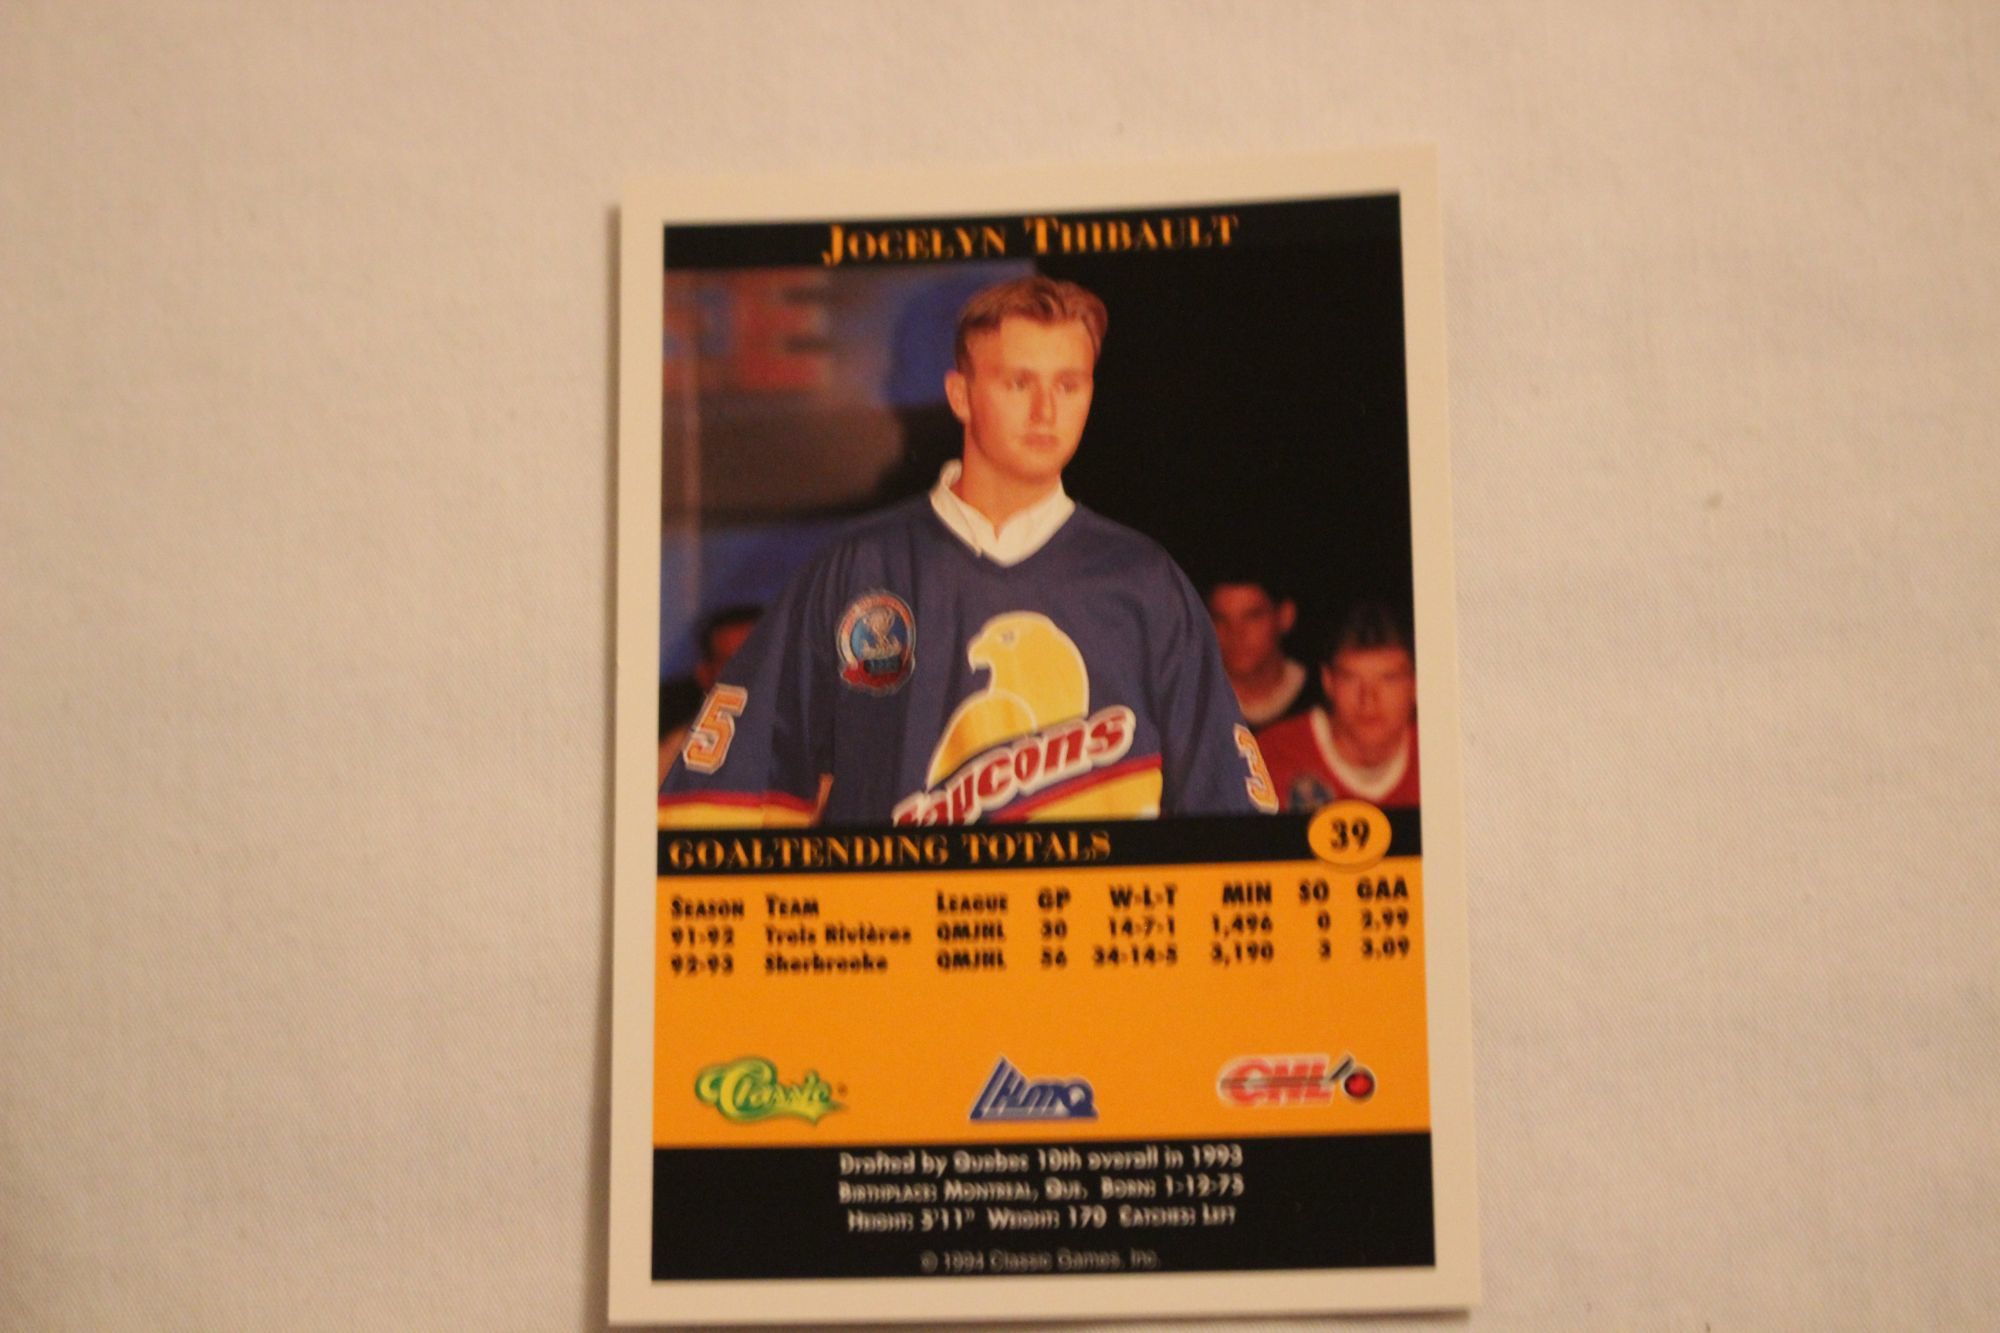 JOCELYN THIBAULT
5
3
Faucons
GOALTENDING TOTALS
39
SEASON TEAM LEAGUE GP W-L-T MIN SO GAA
91-92 Trois Rivières QMJHL 30 14-7-1 1,496 0 2.99
92-93 Sherbrooke QMJHL 56 34-14-5 3,190 3 3.09
Classic
LHJMQ
CHL
Drafted by Quebec 10th overall in 1993
BIRTHPLACE: MONTREAL, QUE. BORN: 1-12-75
HEIGHT: 5'11" WEIGHT: 170 CATCHES: LEFT
© 1994 Classic Games, Inc.